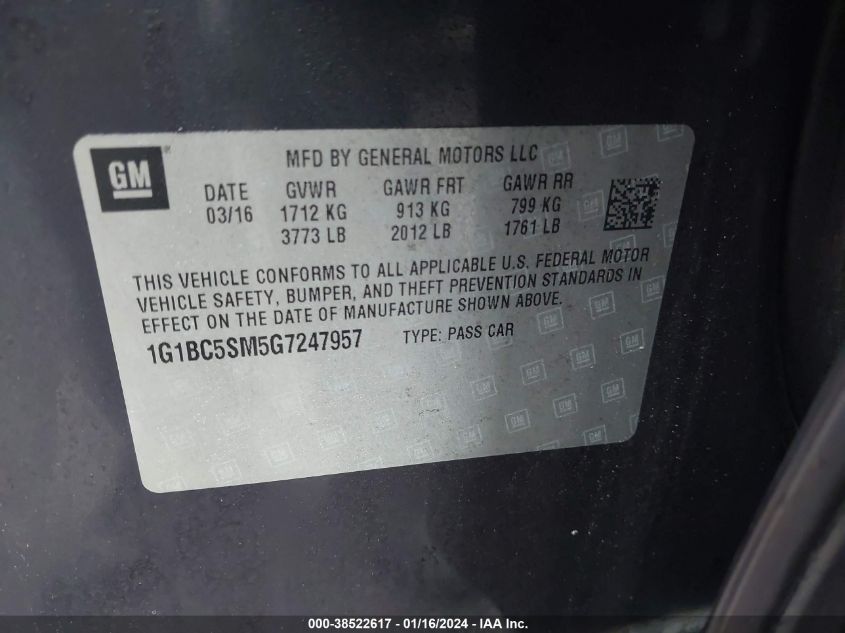 GM
MFD BY GENERAL MOTORS LLC
DATE GVWR GAWR FRT GAWR RR
03/16 1712 KG 913 KG 799 KG
3773 LB 2012 LB 1761 LB
THIS VEHICLE CONFORMS TO ALL APPLICABLE U.S. FEDERAL MOTOR
VEHICLE SAFETY, BUMPER, AND THEFT PREVENTION STANDARDS IN
EFFECT ON THE DATE OF MANUFACTURE SHOWN ABOVE.
1G1BC5SM5G7247957 TYPE: PASS CAR
000-38522617 - 01/16/2024 - IAA Inc.